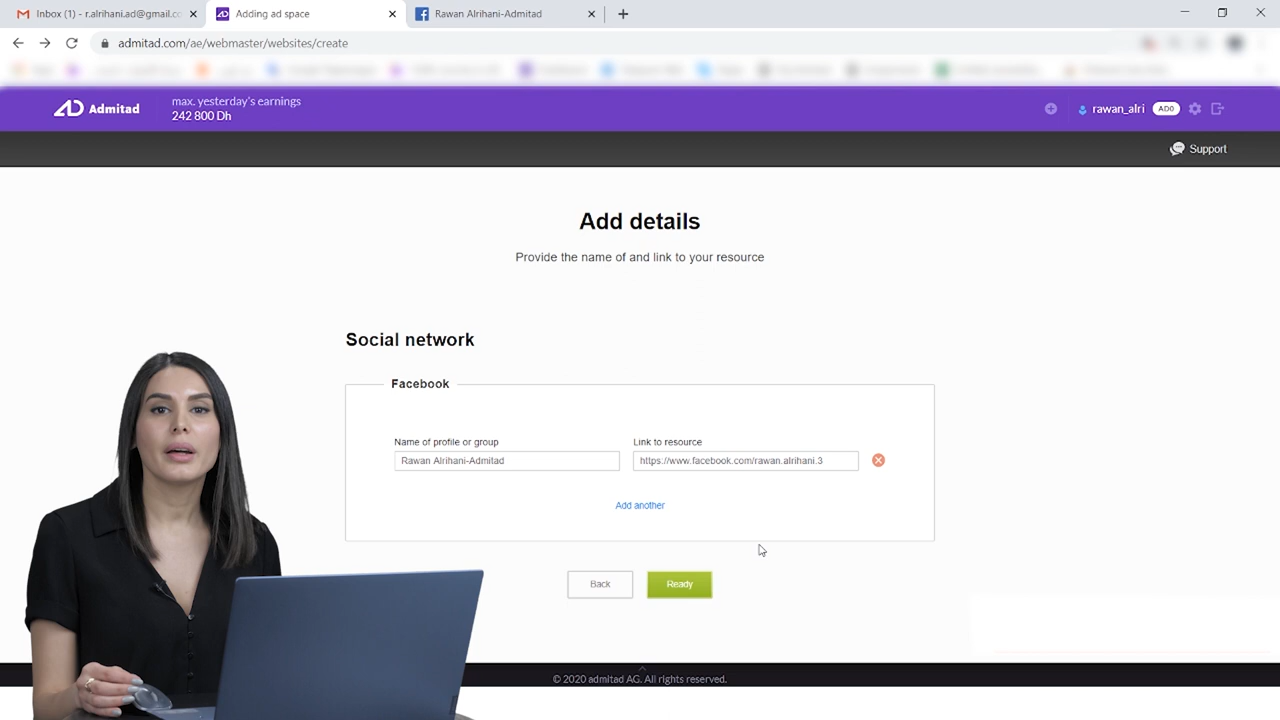 Inbox (1) - r.alrihani.ad@gmail.co
Adding ad space
Rawan Alrihani-Admitad
admitad.com/ae/webmaster/websites/create
Admitad
max. yesterday's earnings
242 800 Dh
rawan_alri
AD0
Support
Add details
Provide the name of and link to your resource
Social network
Facebook
Name of profile or group
Link to resource
Rawan Alrihani-Admitad
https://www.facebook.com/rawan.alrihani.3
Add another
Back
Ready
© 2020 admitad AG. All rights reserved.